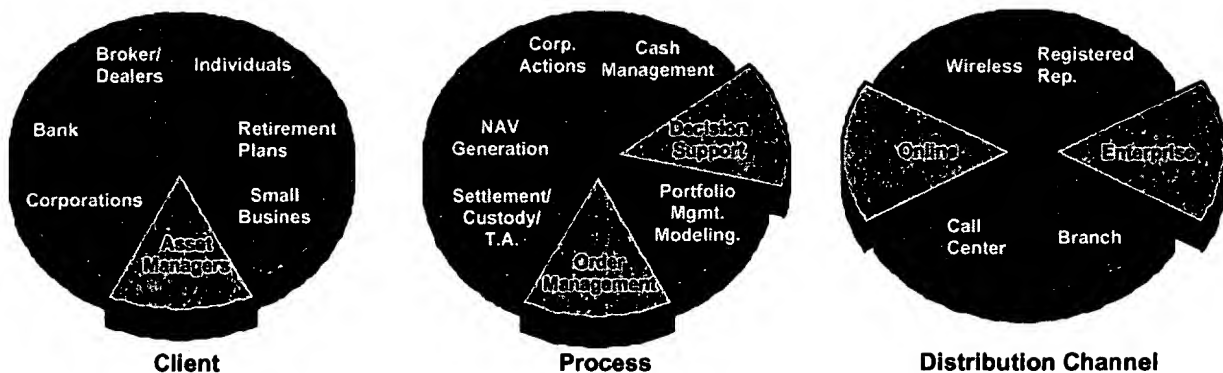 Broker/
Dealers
Individuals
Bank
Retirement
Plans
Corporations
Small
Busines
Asset
Managers
Client
Corp.
Actions
Cash
Management
NAV
Generation
Decision
Support
Settlement/
Custody/
T.A.
Portfolio
Mgmt.
Modeling.
Order
Management
Process
Wireless
Registered
Rep.
Online
Enterprise
Call
Center
Branch
Distribution Channel